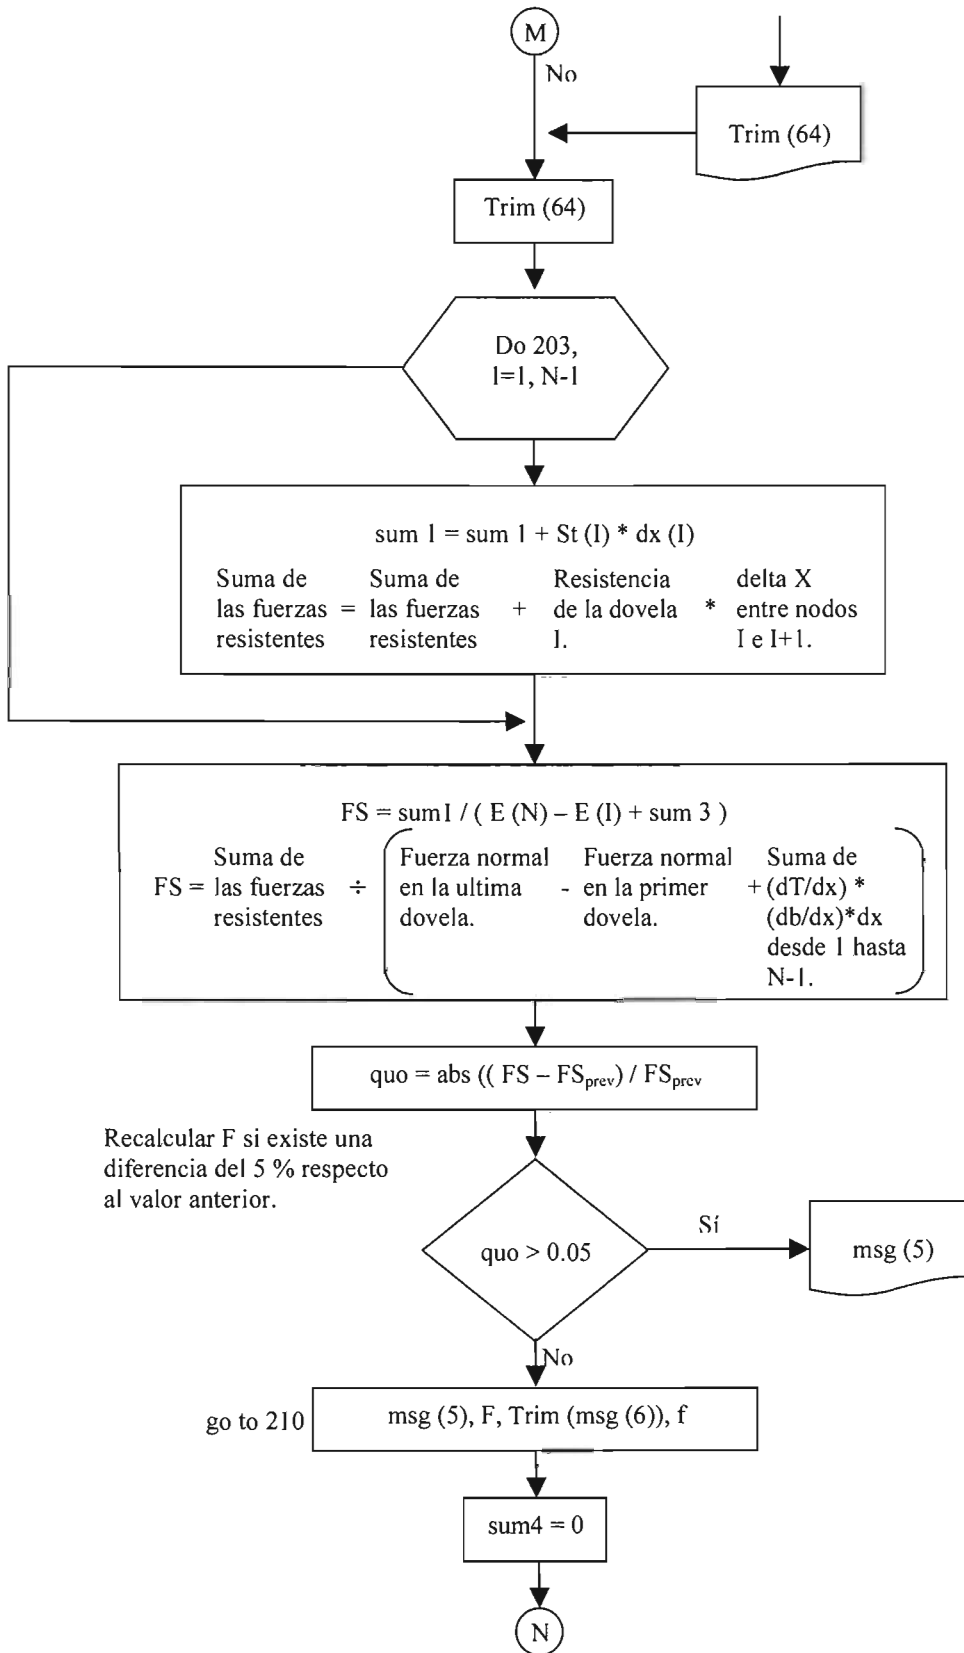 M
No
Trim (64)
Trim (64)
Do 203,
I=1, N-1
sum 1 = sum 1 + St (I) * dx (I)
Suma de las fuerzas resistentes = Suma de las fuerzas resistentes + Resistencia de la dovela I. * delta X entre nodos I e I+1.
FS = sum1 / ( E (N) – E (I) + sum 3 )
FS = Suma de las fuerzas resistentes ÷ ( Fuerza normal en la ultima dovela. - Fuerza normal en la primer dovela. + Suma de (dT/dx) * (db/dx)*dx desde 1 hasta N-1. )
quo = abs (( FS – FSprev) / FSprev
Recalcular F si existe una
diferencia del 5 % respecto
al valor anterior.
quo > 0.05
Sí
msg (5)
No
go to 210
msg (5), F, Trim (msg (6)), f
sum4 = 0
N